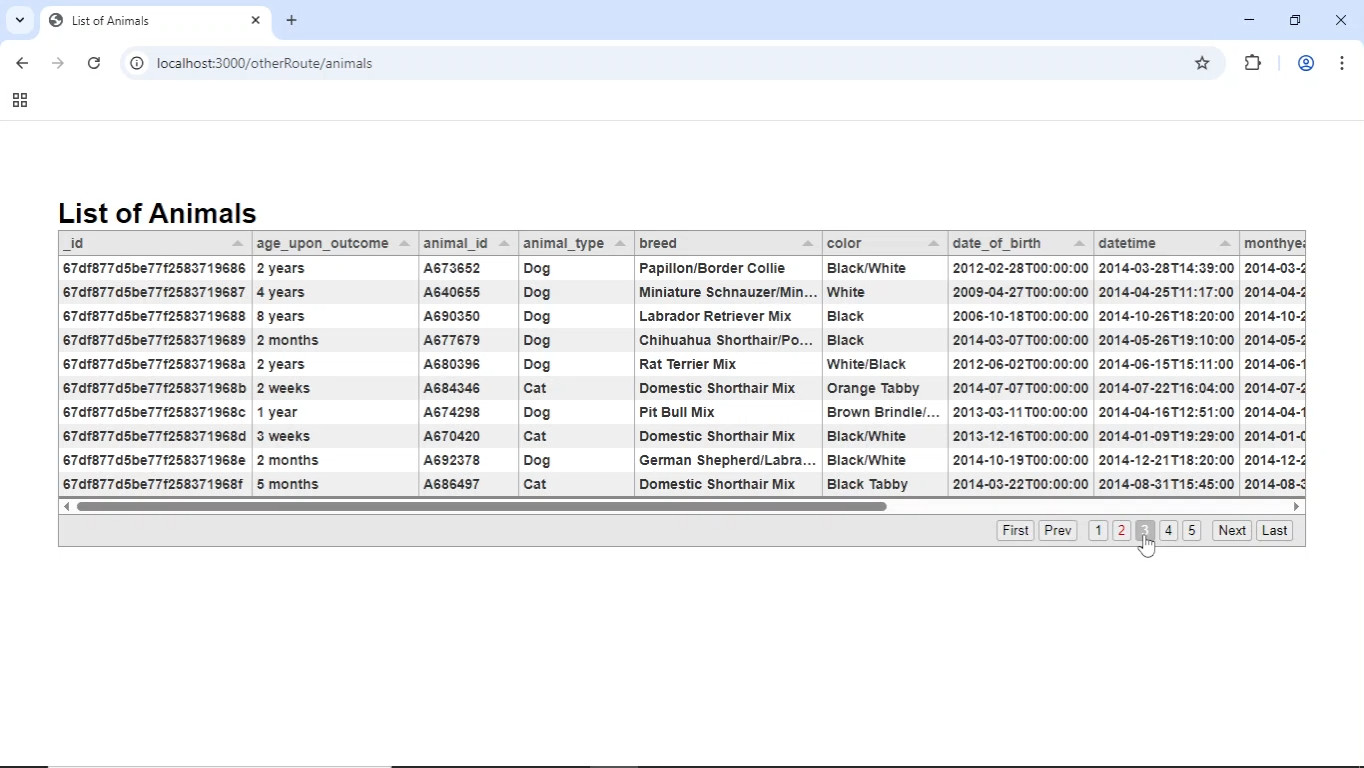 List of Animals
localhost:3000/otherRoute/animals
List of Animals
_id age_upon_outcome animal_id animal_type breed color date_of_birth datetime monthyea
67df877d5be77f2583719686 2 years A673652 Dog Papillon/Border Collie Black/White 2012-02-28T00:00:00 2014-03-28T14:39:00 2014-03-2
67df877d5be77f2583719687 4 years A640655 Dog Miniature Schnauzer/Min... White 2009-04-27T00:00:00 2014-04-25T11:17:00 2014-04-2
67df877d5be77f2583719688 8 years A690350 Dog Labrador Retriever Mix Black 2006-10-18T00:00:00 2014-10-26T18:20:00 2014-10-2
67df877d5be77f2583719689 2 months A677679 Dog Chihuahua Shorthair/Po... Black 2014-03-07T00:00:00 2014-05-26T19:10:00 2014-05-2
67df877d5be77f258371968a 2 years A680396 Dog Rat Terrier Mix White/Black 2012-06-02T00:00:00 2014-06-15T15:11:00 2014-06-1
67df877d5be77f258371968b 2 weeks A684346 Cat Domestic Shorthair Mix Orange Tabby 2014-07-07T00:00:00 2014-07-22T16:04:00 2014-07-2
67df877d5be77f258371968c 1 year A674298 Dog Pit Bull Mix Brown Brindle/... 2013-03-11T00:00:00 2014-04-16T12:51:00 2014-04-1
67df877d5be77f258371968d 3 weeks A670420 Cat Domestic Shorthair Mix Black/White 2013-12-16T00:00:00 2014-01-09T19:29:00 2014-01-0
67df877d5be77f258371968e 2 months A692378 Dog German Shepherd/Labra... Black/White 2014-10-19T00:00:00 2014-12-21T18:20:00 2014-12-2
67df877d5be77f258371968f 5 months A686497 Cat Domestic Shorthair Mix Black Tabby 2014-03-22T00:00:00 2014-08-31T15:45:00 2014-08-3
First Prev 1 2 3 4 5 Next Last